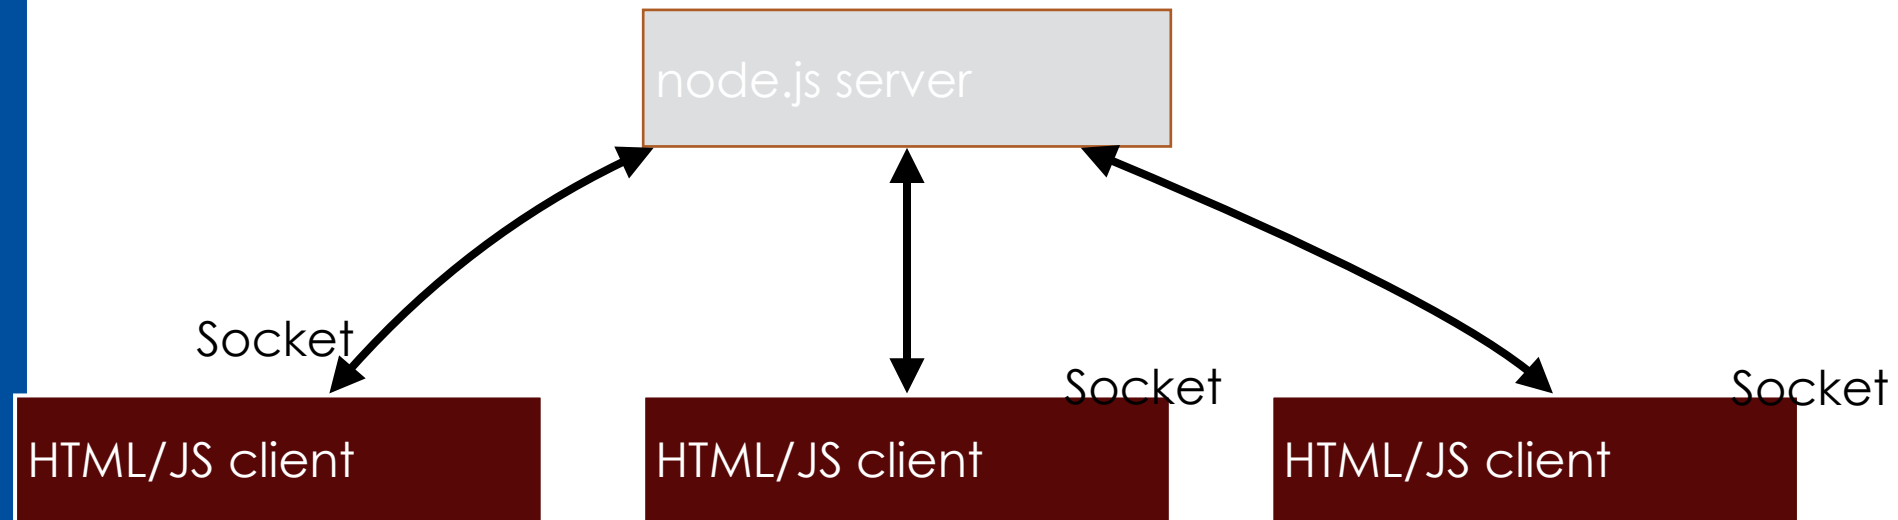 node.js server
Socket
Socket
Socket
HTML/JS client
HTML/JS client
HTML/JS client